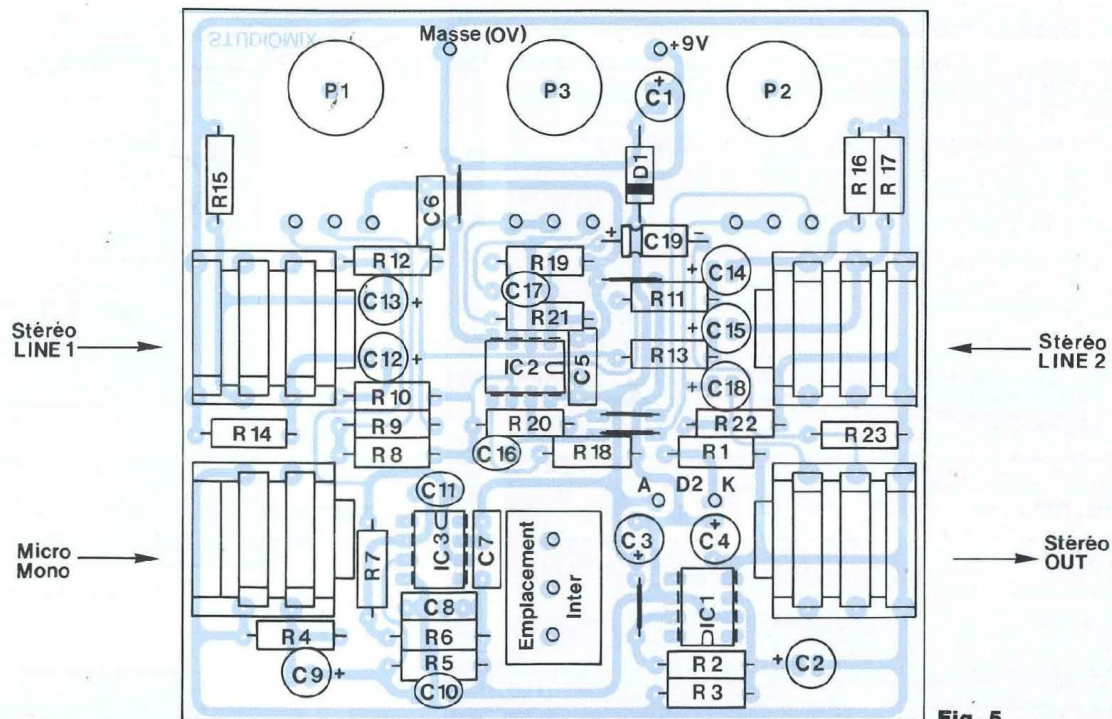 STUDIOMIX
Masse (OV)
+9V
P1
P3
C1
+
P2
R15
C6
D1
R16
R17
+ C19 -
R12
R19
C14 +
C13 +
C17
R11
Stéréo
LINE 1
R21
C15 +
Stéréo
LINE 2
C12 +
IC2
C5
R13
C18 +
R10
R14
R9
R20
R22
R23
R8
C16
R18
R1
C11
A D2 K
Micro
Mono
R7
IC3
C7
Emplacement
Inter
C3 +
C4 +
Stéréo
OUT
C8
IC1
R4
R6
R5
R2
C9 +
C10
R3
+ C2
Fig. 5